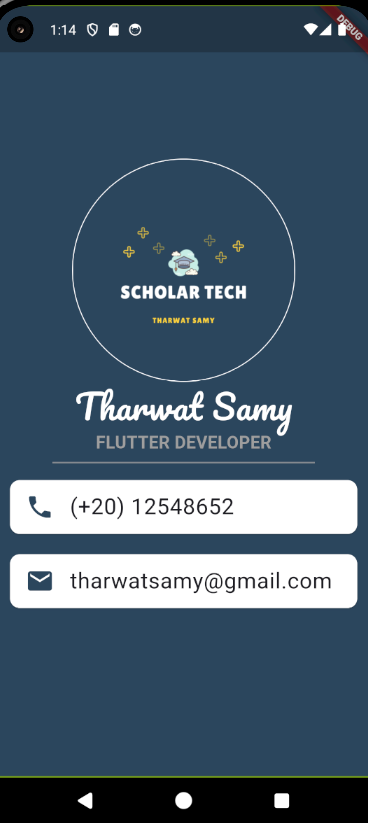 1:14
DEBUG
SCHOLAR TECH
THARWAT SAMY
Tharwat Samy
FLUTTER DEVELOPER
(+20) 12548652
tharwatsamy@gmail.com